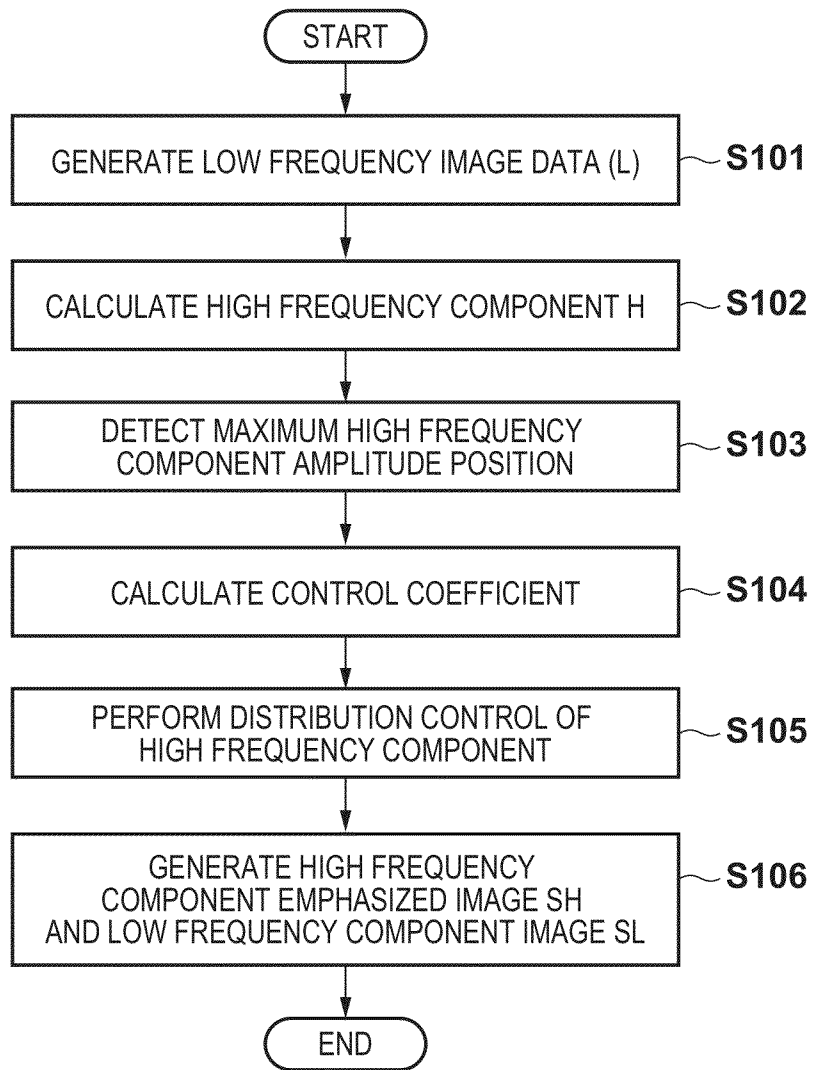 START
GENERATE LOW FREQUENCY IMAGE DATA (L)
S101
CALCULATE HIGH FREQUENCY COMPONENT H
S102
DETECT MAXIMUM HIGH FREQUENCY
COMPONENT AMPLITUDE POSITION
S103
CALCULATE CONTROL COEFFICIENT
S104
PERFORM DISTRIBUTION CONTROL OF
HIGH FREQUENCY COMPONENT
S105
GENERATE HIGH FREQUENCY
COMPONENT EMPHASIZED IMAGE SH
AND LOW FREQUENCY COMPONENT IMAGE SL
S106
END